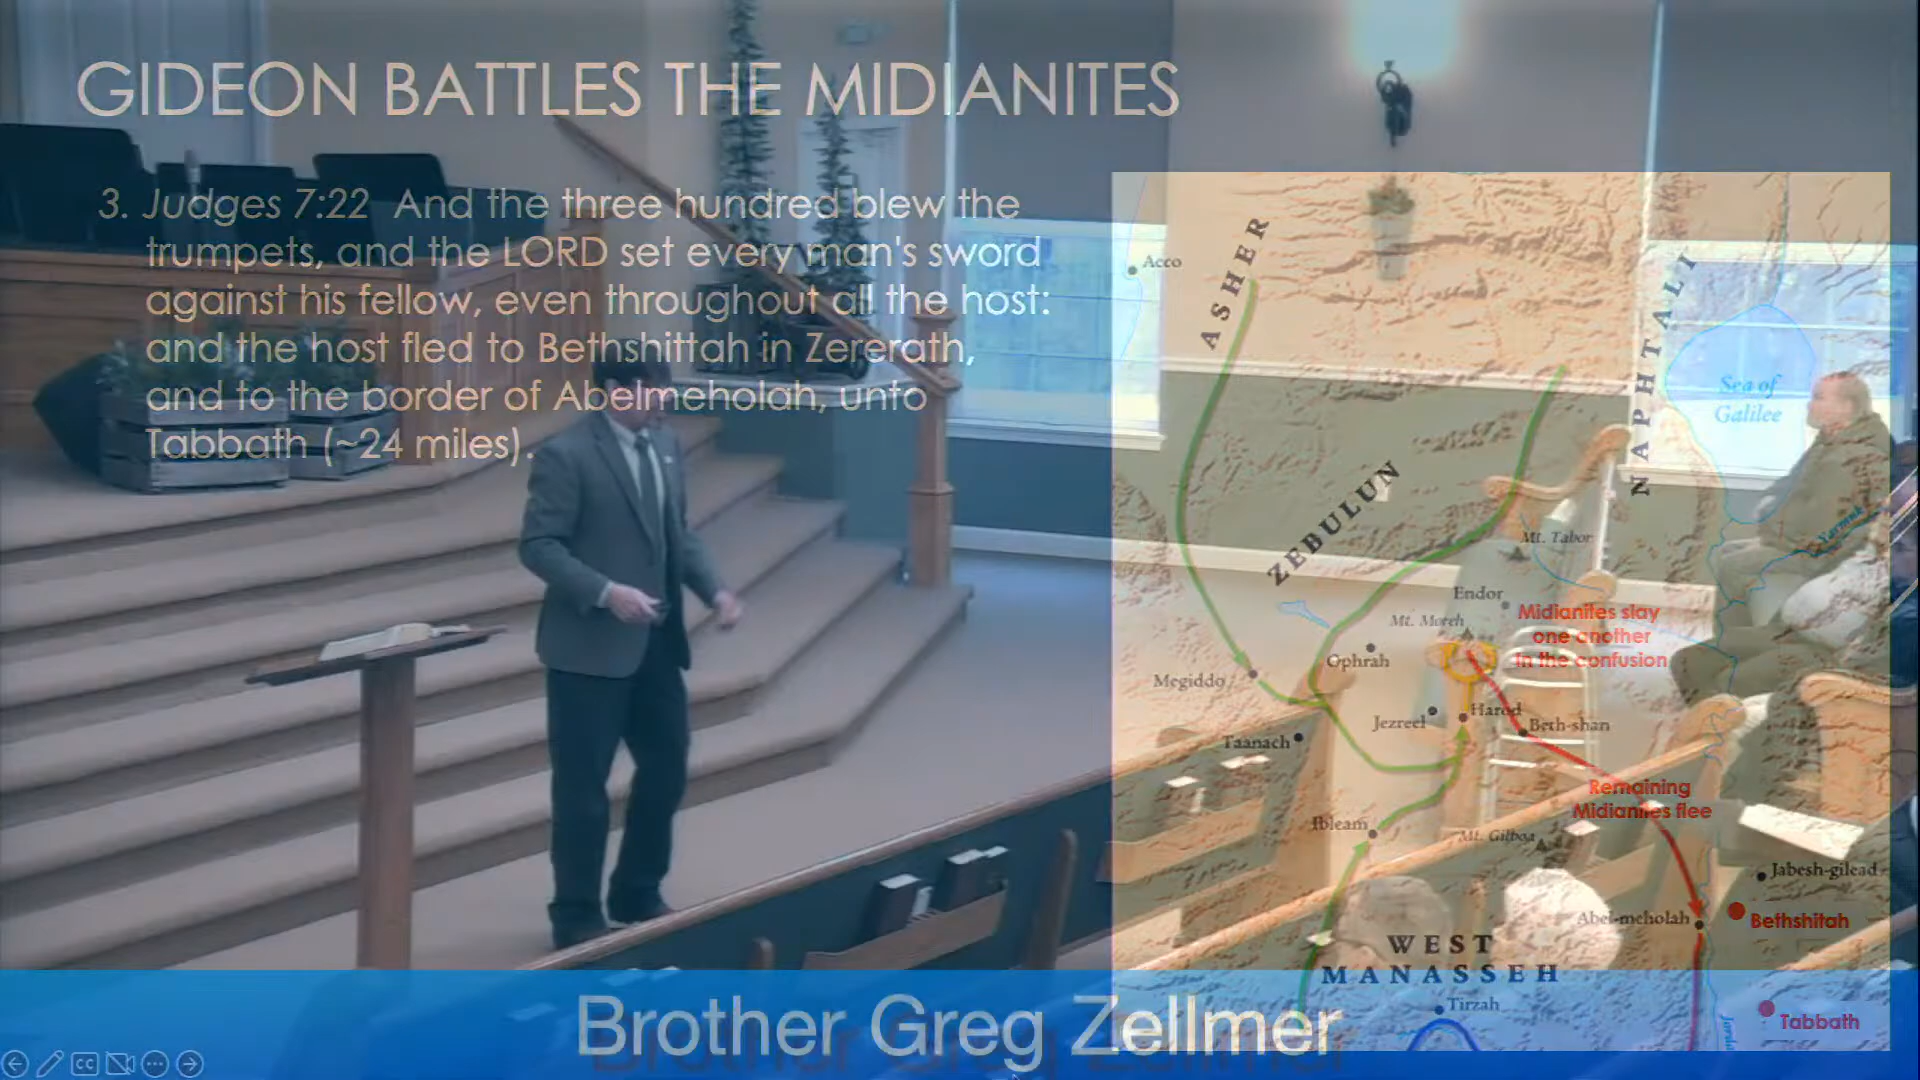 GIDEON BATTLES THE MIDIANITES
3. Judges 7:22 And the three hundred blew the
trumpets, and the LORD set every man's sword
against his fellow, even throughout all the host:
and the host fled to Bethshittah in Zererath,
and to the border of Abelmeholah, unto
Tabbath (~24 miles).
Acco
ASHER
NAPHTALI
Sea of
Galilee
ZEBULUN
Yarmuk
Mt. Tabor
Endor
Mt. Moreh
Midianites slay
one another
in the confusion
Ophrah
Megiddo
Jezreel
Harod
Beth-shan
Taanach
Remaining
Midianites flee
Ibleam
Mt. Gilboa
Jabesh-gilead
Abel-meholah
Bethshitah
WEST
MANASSEH
Tirzah
Tabbath
Brother Greg Zellmer
CC